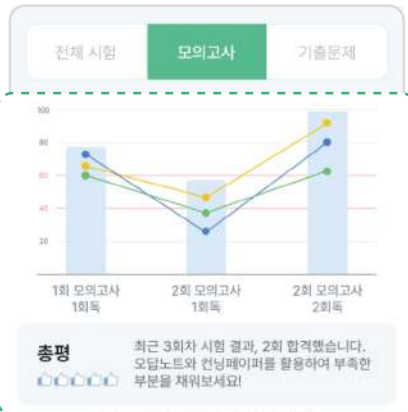 전체 시험 모의고사 기출문제
100
80
60
40
20
1회 모의고사 2회 모의고사 2회 모의고사
1회독 1회독 2회독
총평
최근 3회차 시험 결과, 2회 합격했습니다.
오답노트와 컨닝페이퍼를 활용하여 부족한
부분을 채워보세요!